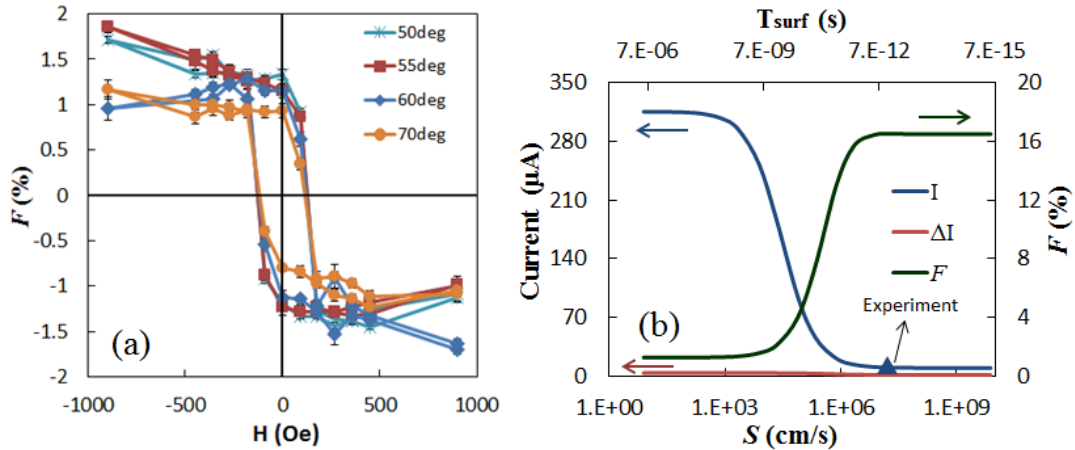 (a)
2
1.5
1
0.5
0
-0.5
-1
-1.5
-2
F (%)
-1000 -500 0 500 1000
H (Oe)
50deg
55deg
60deg
70deg
(b)
T_surf (s)
7.E-06 7.E-09 7.E-12 7.E-15
350
280
210
140
70
0
Current (μA)
20
16
12
8
4
0
F (%)
I
ΔI
F
Experiment
1.E+00 1.E+03 1.E+06 1.E+09
S (cm/s)